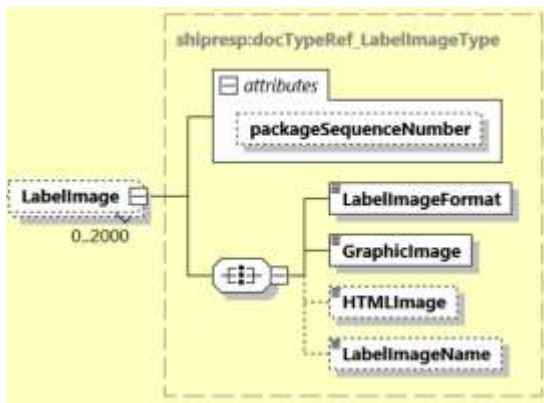 shipresp:docTypeRef_LabelImageType
attributes
packageSequenceNumber
LabelImage
0..2000
LabelImageFormat
GraphicImage
HTMLImage
LabelImageName